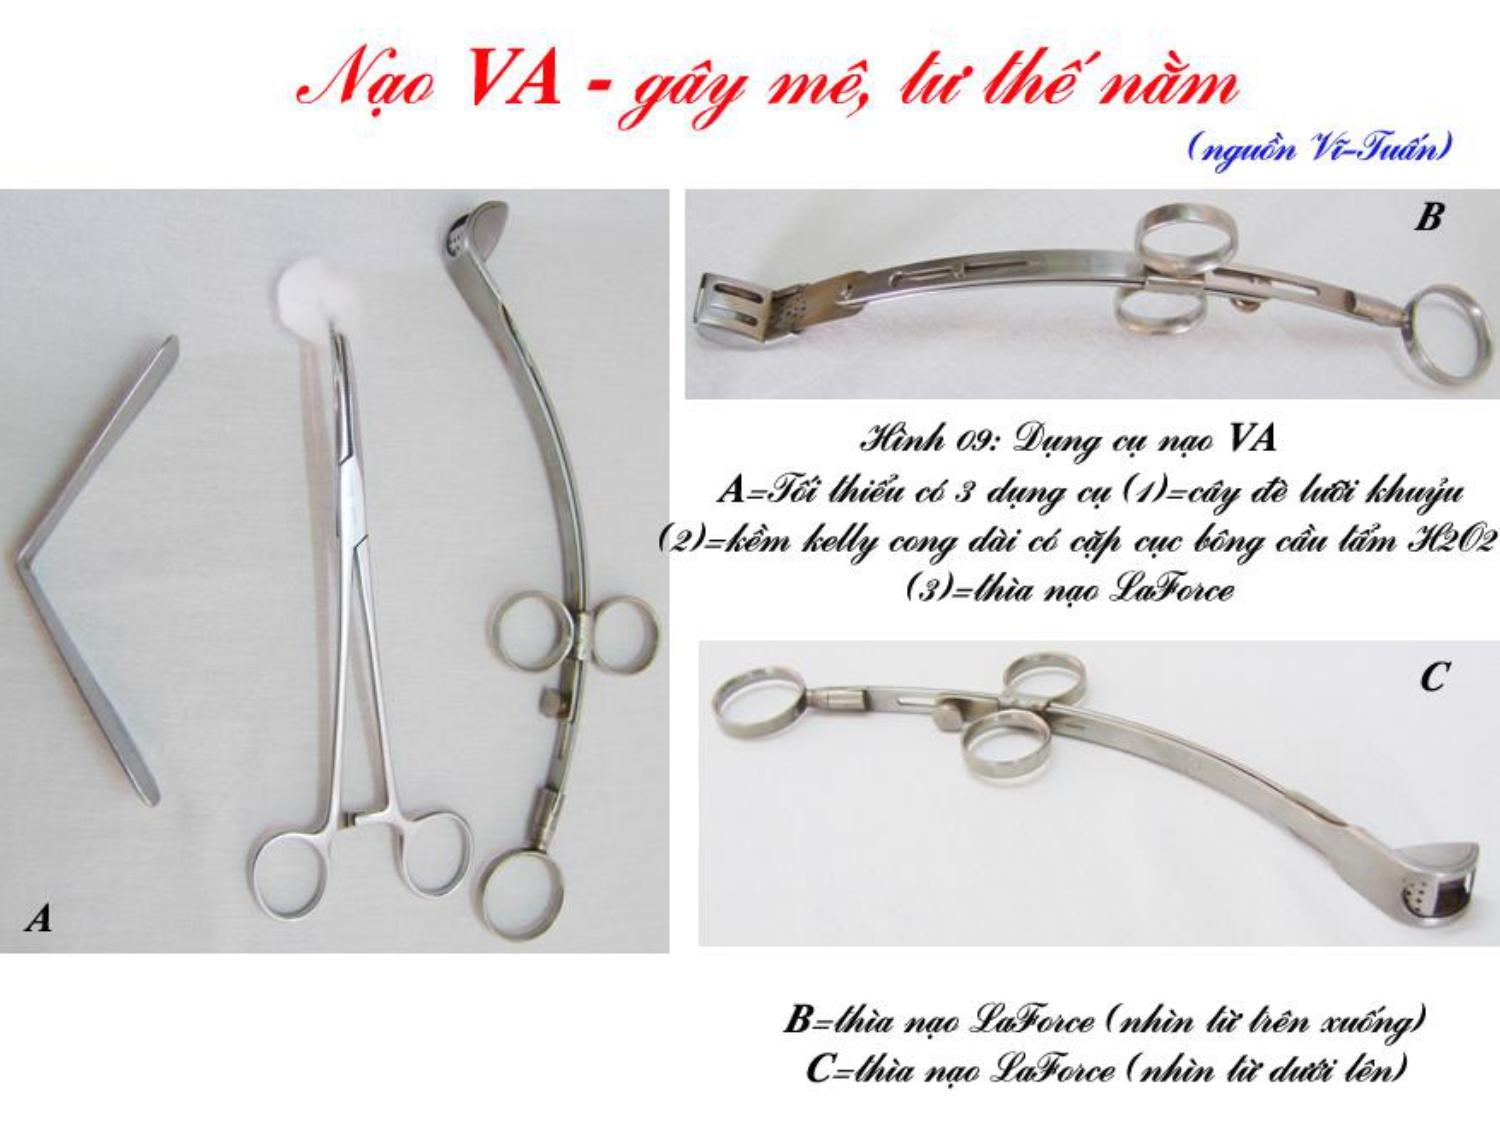 Nạo VA - gây mê, tư thế nằm
(nguồn Vĩ-Tuấn)
B
Hình 09: Dụng cụ nạo VA
A=Tối thiểu có 3 dụng cụ (1)=cây đè lưỡi khuỷu
(2)=kềm kelly cong dài có cặp cục bông cầu tẩm H2O2
(3)=thìa nạo LaForce
C
A
B=thìa nạo LaForce (nhìn từ trên xuống)
C=thìa nạo LaForce (nhìn từ dưới lên)